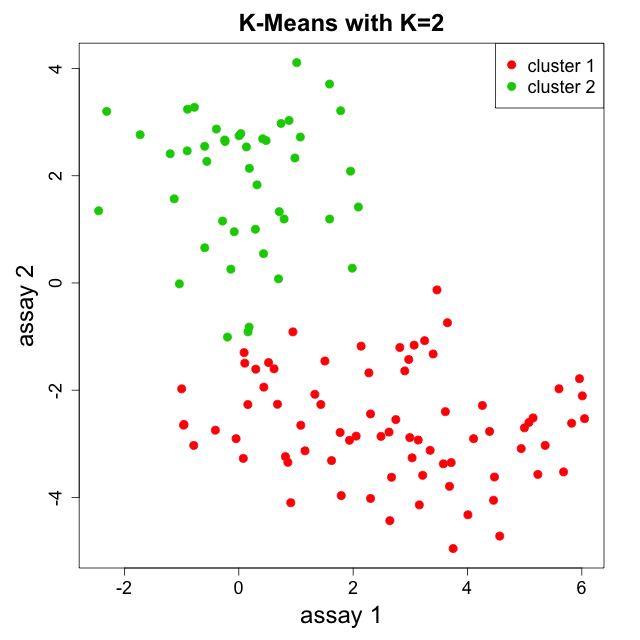 K-Means with K=2
cluster 1
cluster 2
4
2
0
-2
-4
assay 2
-2 0 2 4 6
assay 1